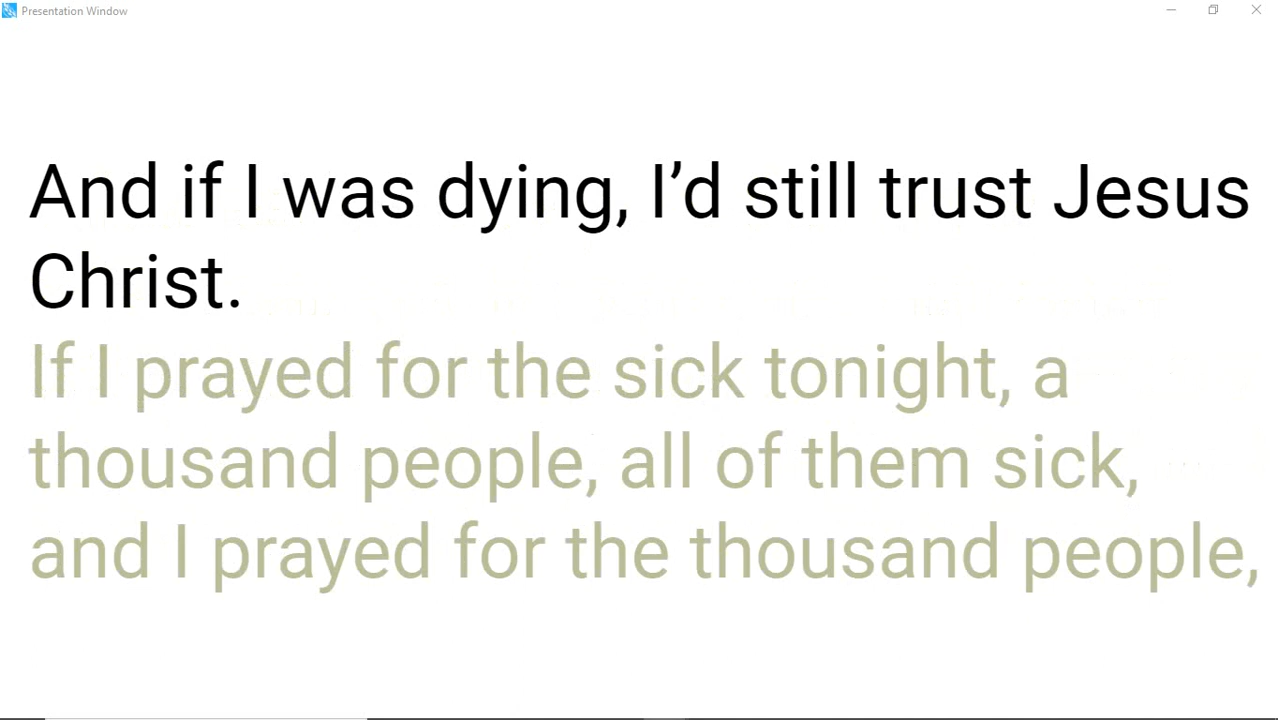 Presentation Window
And if I was dying, I’d still trust Jesus
Christ.
If I prayed for the sick tonight, a
thousand people, all of them sick,
and I prayed for the thousand people,